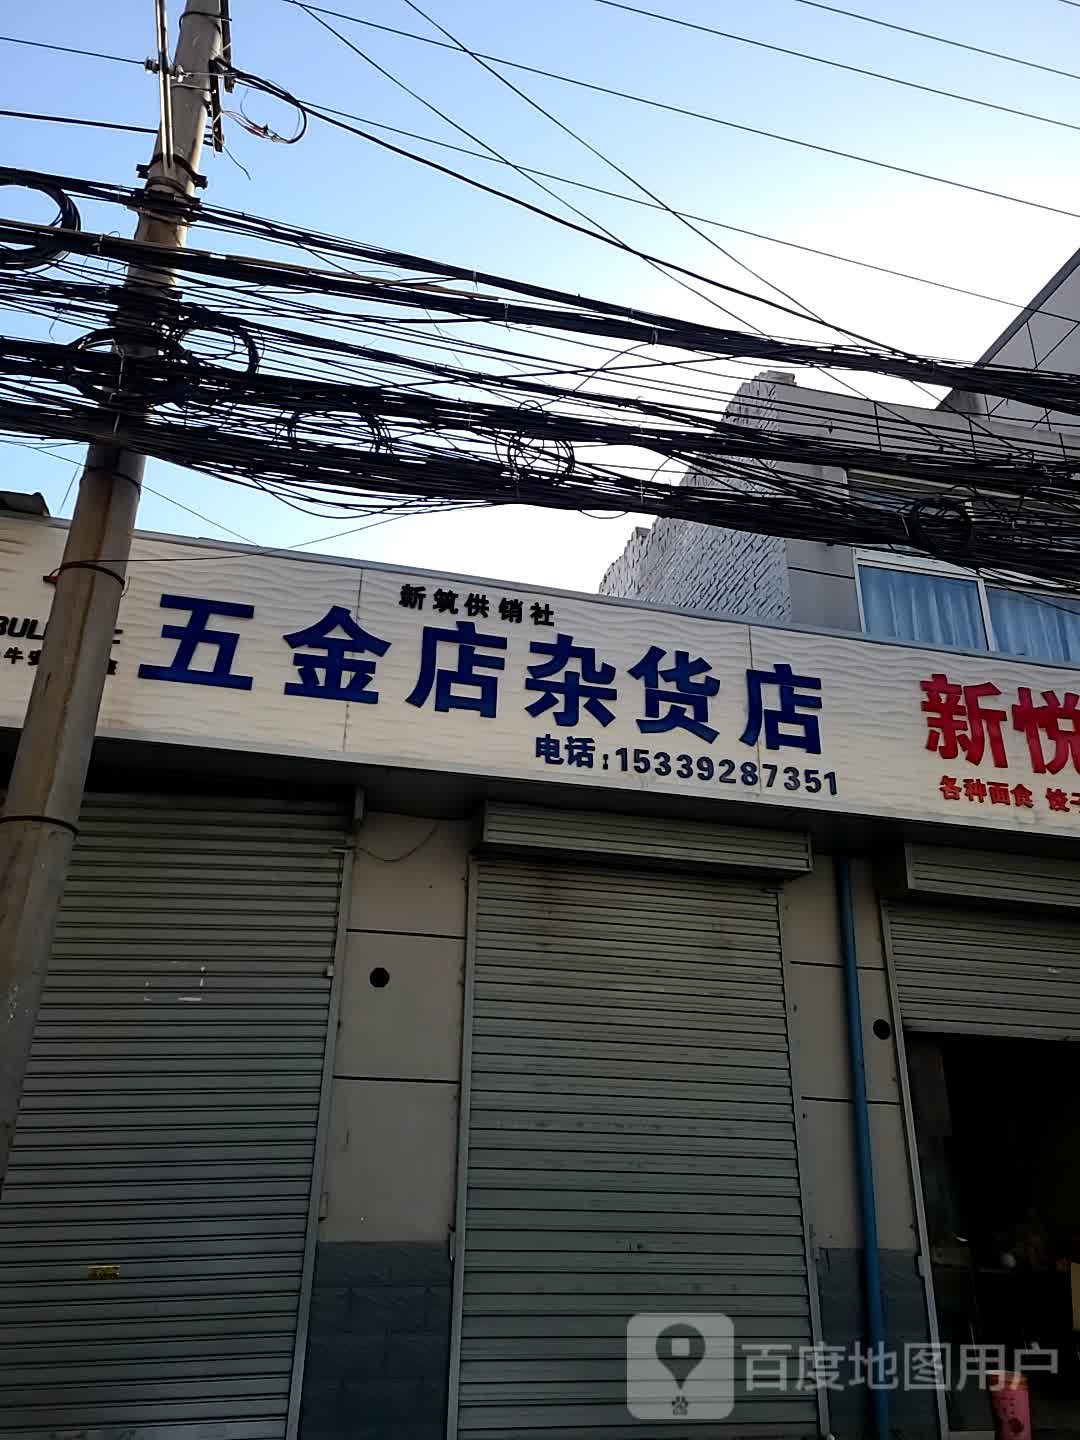 新筑供销社
五金店杂货店
电话:15339287351
新悦
各种面食 饺
百度地图用户